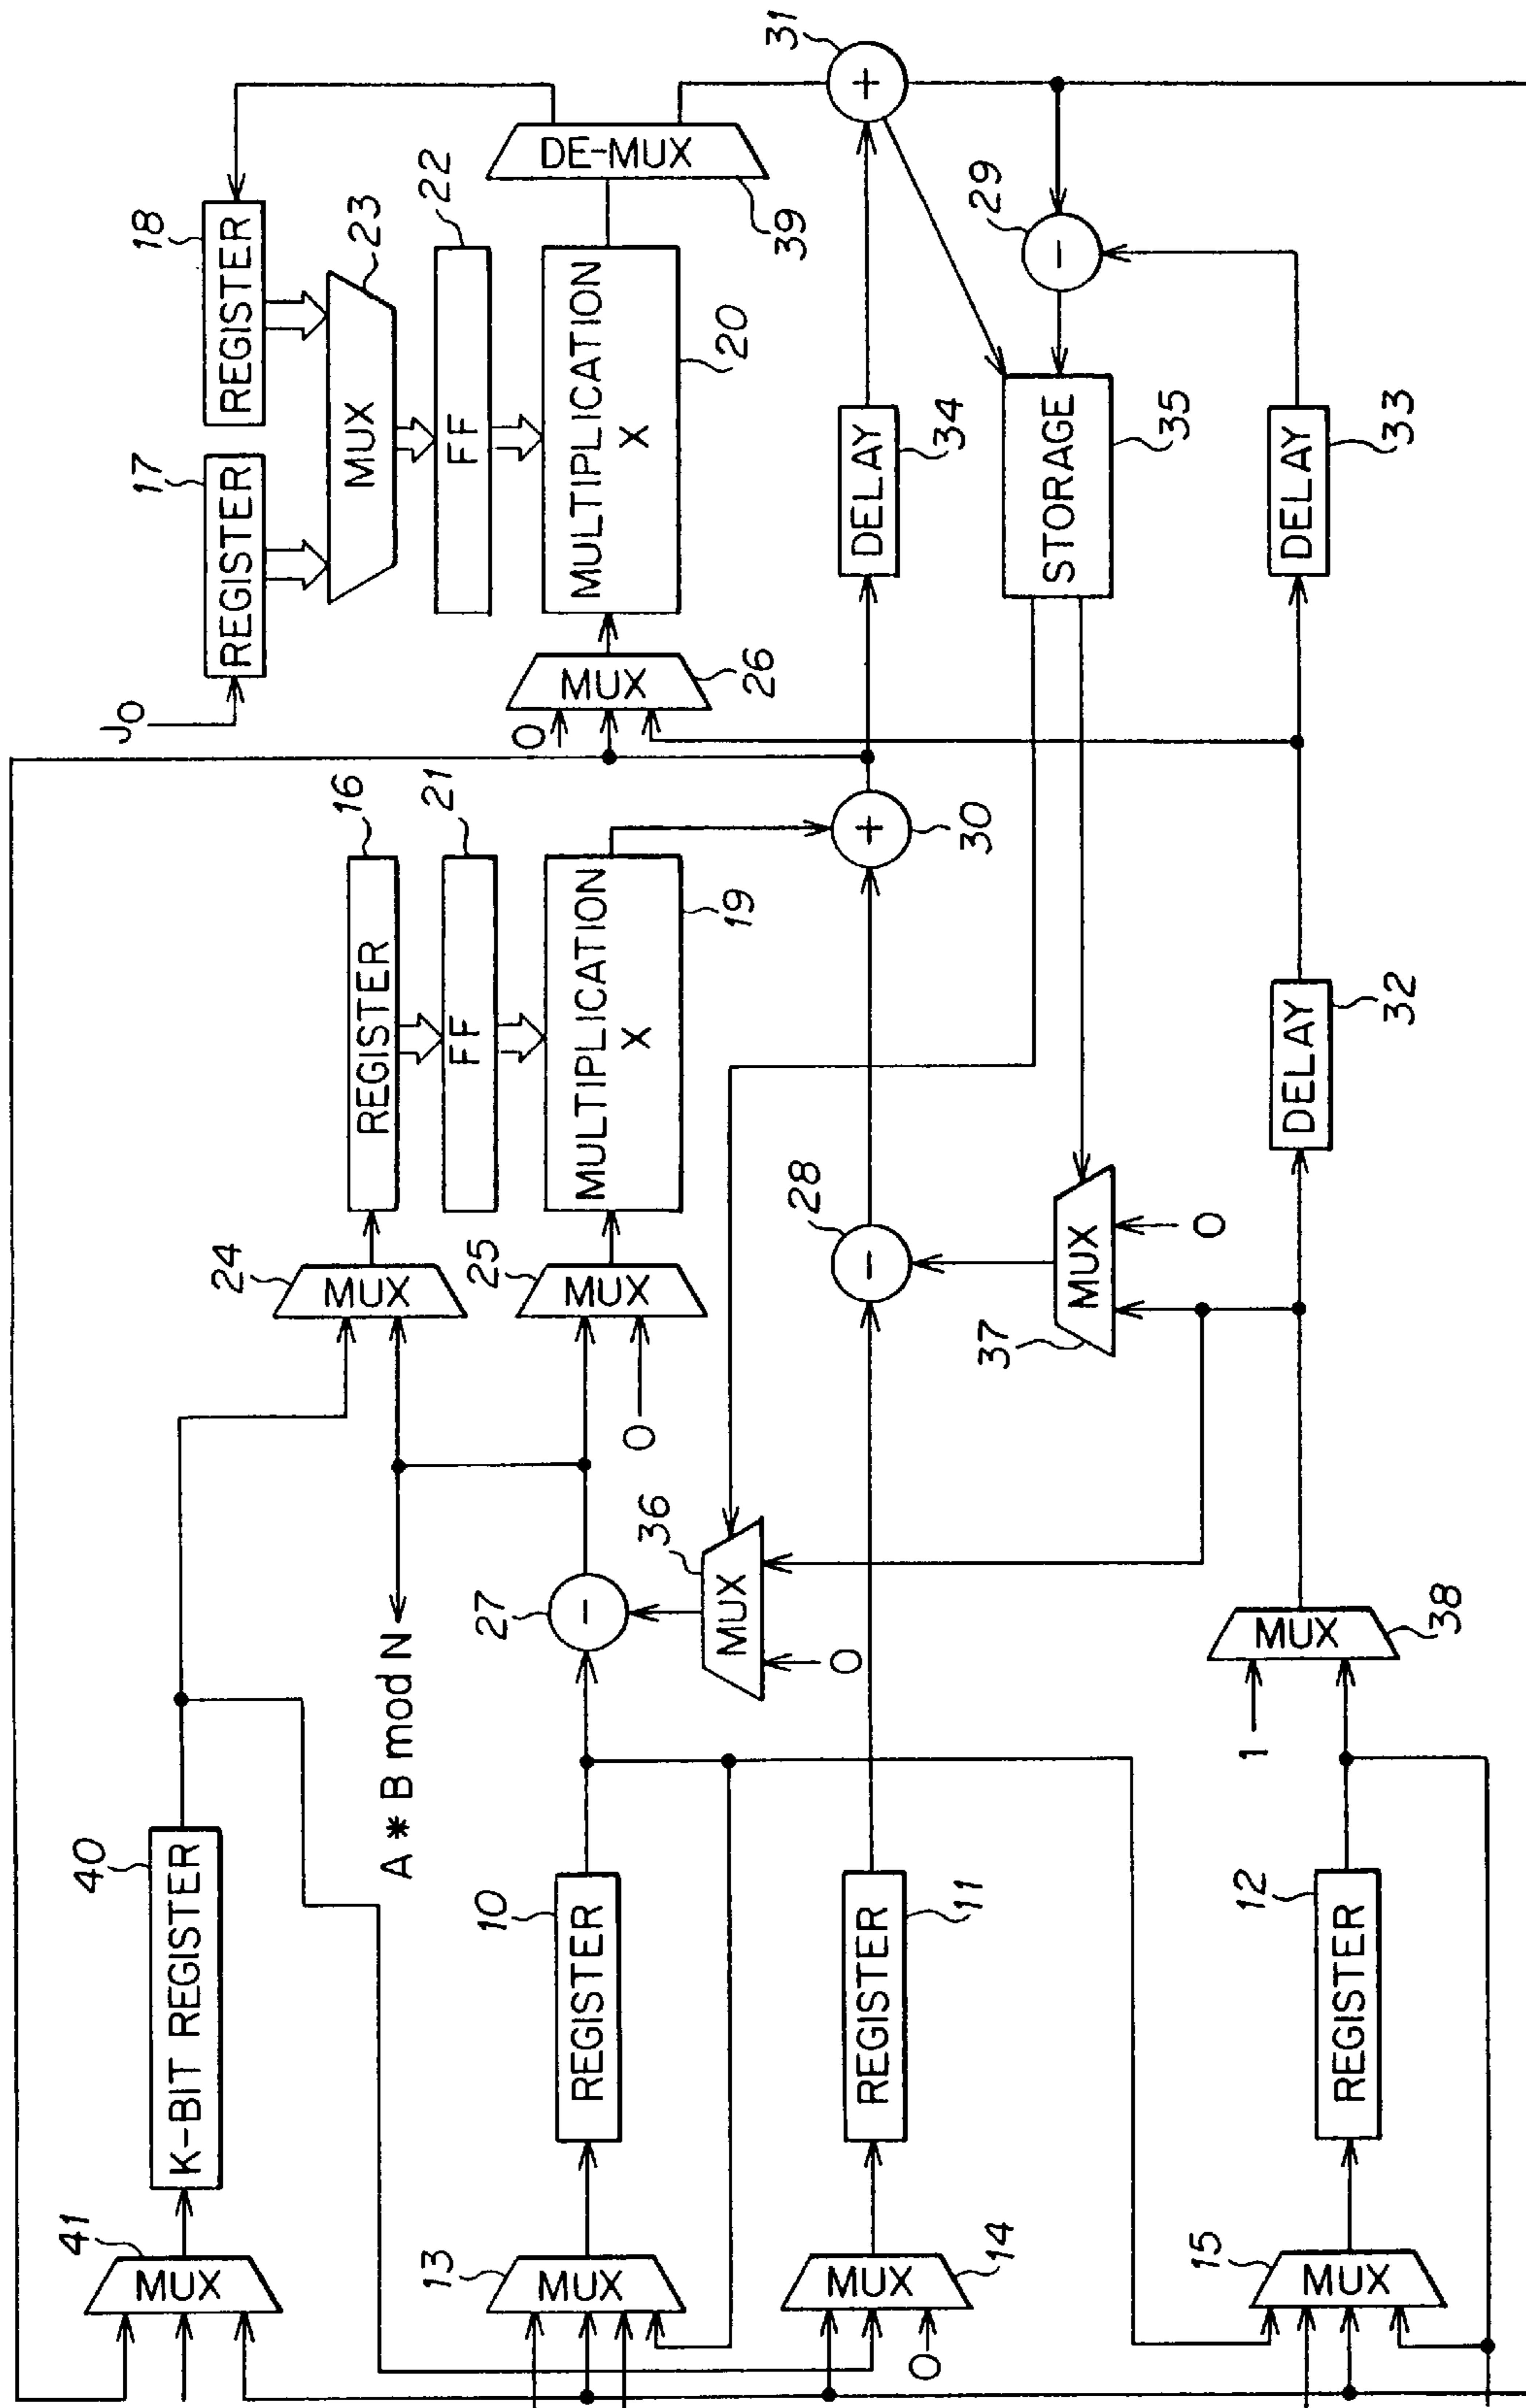 41
MUX
40
K-BIT REGISTER
A * B mod N
13
MUX
10
REGISTER
27
−
36
MUX
0
14
MUX
0
11
REGISTER
15
MUX
12
REGISTER
1
MUX
38
24
MUX
25
MUX
0
28
−
37
MUX
0
16
REGISTER
21
FF
MULTIPLICATION
X
19
+
30
DELAY
32
J0
17
REGISTER
18
REGISTER
MUX
23
FF
22
0
MUX
26
MULTIPLICATION
X
20
DE-MUX
39
DELAY
34
31
+
STORAGE
35
29
−
DELAY
33